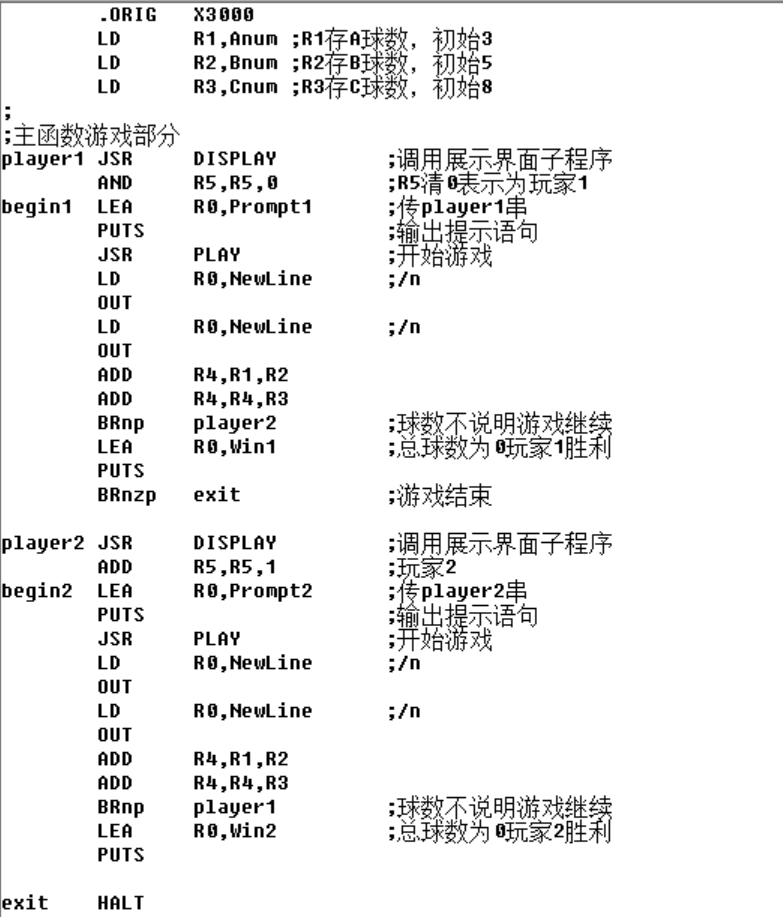 .ORIG X3000
LD R1,Anum ;R1存A球数，初始3
LD R2,Bnum ;R2存B球数，初始5
LD R3,Cnum ;R3存C球数，初始8
;
;主函数游戏部分
player1 JSR DISPLAY ;调用展示界面子程序
AND R5,R5,0 ;R5清0表示为玩家1
begin1 LEA R0,Prompt1 ;传player1串
PUTS ;输出提示语句
JSR PLAY ;开始游戏
LD R0,NewLine ;/n
OUT
LD R0,NewLine ;/n
OUT
ADD R4,R1,R2
ADD R4,R4,R3
BRnp player2 ;球数不说明游戏继续
LEA R0,Win1 ;总球数为0玩家1胜利
PUTS
BRnzp exit ;游戏结束
player2 JSR DISPLAY ;调用展示界面子程序
ADD R5,R5,1 ;玩家2
begin2 LEA R0,Prompt2 ;传player2串
PUTS ;输出提示语句
JSR PLAY ;开始游戏
LD R0,NewLine ;/n
OUT
LD R0,NewLine ;/n
OUT
ADD R4,R1,R2
ADD R4,R4,R3
BRnp player1 ;球数不说明游戏继续
LEA R0,Win2 ;总球数为0玩家2胜利
PUTS
exit HALT